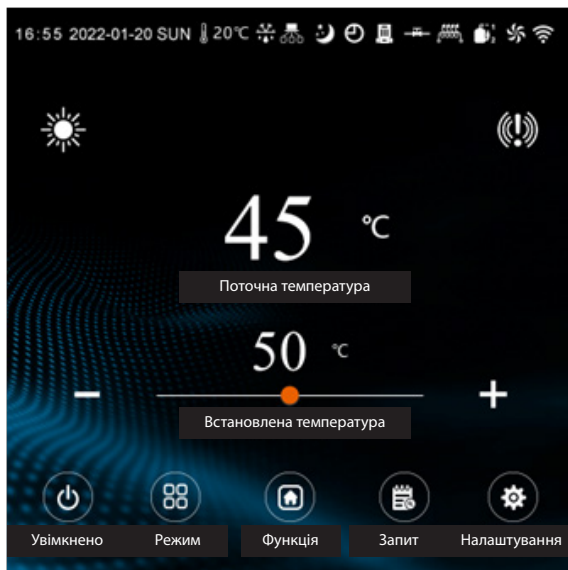 16:55 2022-01-20 SUN 20℃
45 ℃
Поточна температура
50 ℃
Встановлена температура
Увімкнено Режим Функція Запит Налаштування